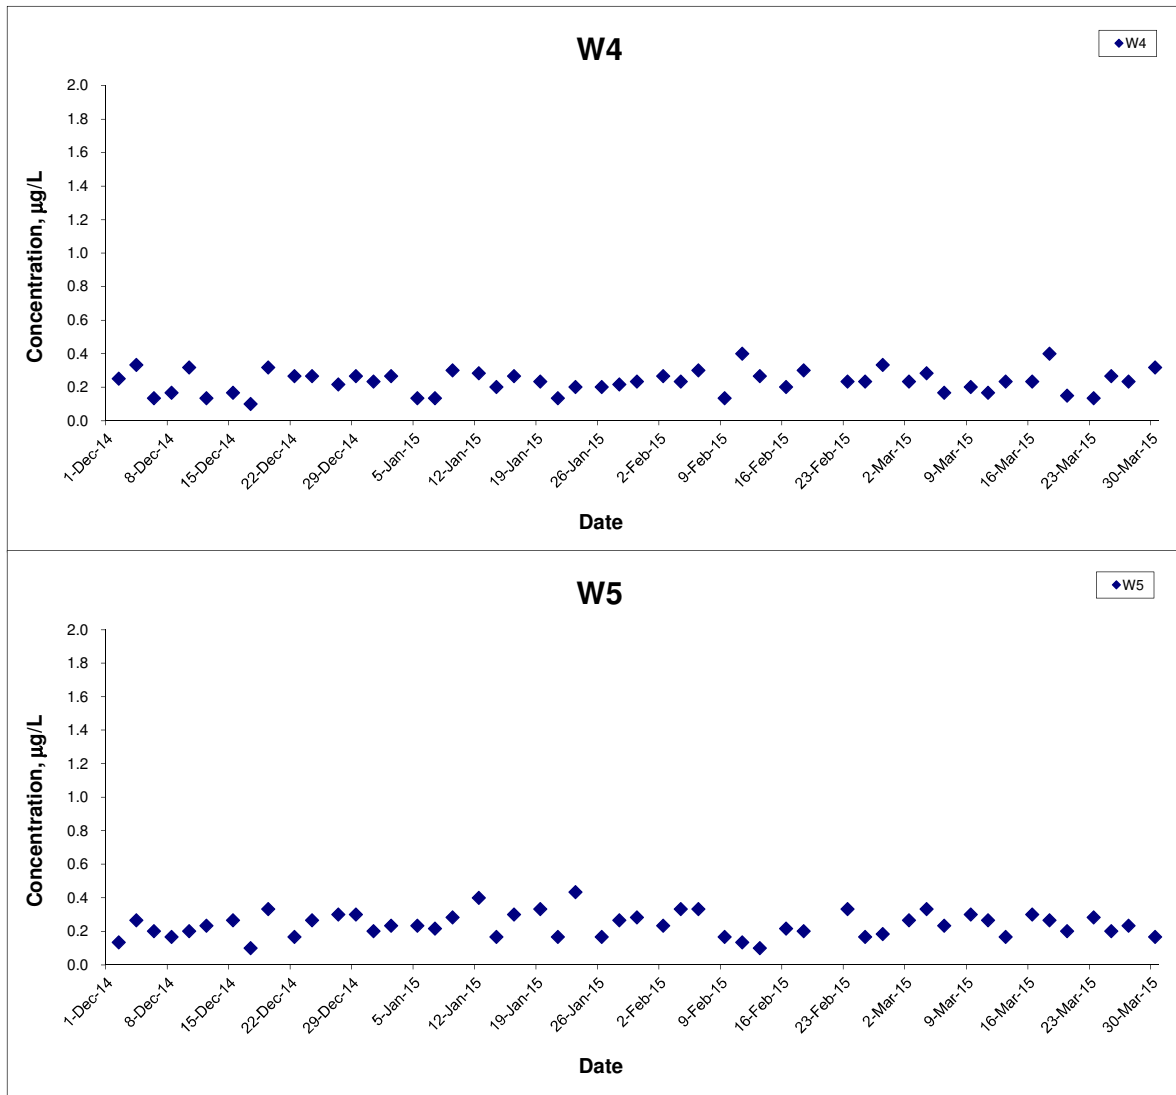 W4
W4
2.0
1.8
1.6
1.4
1.2
1.0
0.8
0.6
0.4
0.2
0.0
Concentration, µg/L
1-Dec-14 8-Dec-14 15-Dec-14 22-Dec-14 29-Dec-14 5-Jan-15 12-Jan-15 19-Jan-15 26-Jan-15 2-Feb-15 9-Feb-15 16-Feb-15 23-Feb-15 2-Mar-15 9-Mar-15 16-Mar-15 23-Mar-15 30-Mar-15
Date
W5
W5
2.0
1.8
1.6
1.4
1.2
1.0
0.8
0.6
0.4
0.2
0.0
Concentration, µg/L
1-Dec-14 8-Dec-14 15-Dec-14 22-Dec-14 29-Dec-14 5-Jan-15 12-Jan-15 19-Jan-15 26-Jan-15 2-Feb-15 9-Feb-15 16-Feb-15 23-Feb-15 2-Mar-15 9-Mar-15 16-Mar-15 23-Mar-15 30-Mar-15
Date